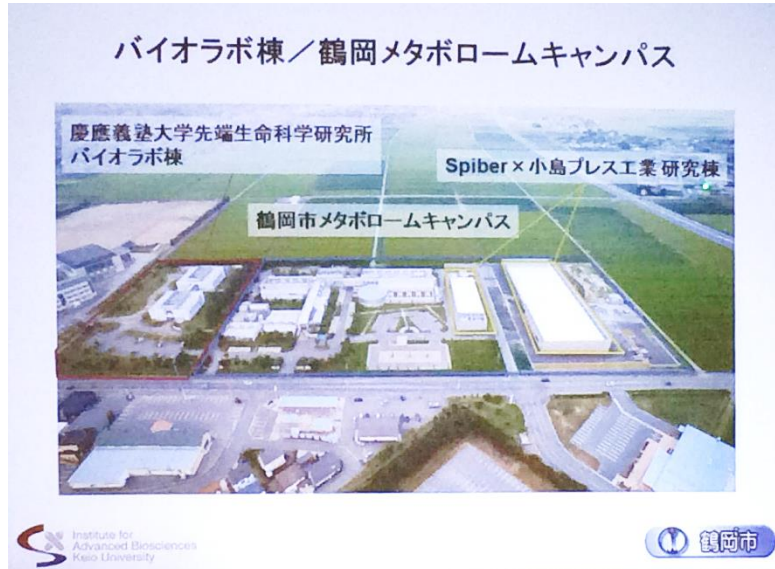 バイオラボ棟／鶴岡メタボロームキャンパス
慶應義塾大学先端生命科学研究所
バイオラボ棟
Spiber×小島プレス工業 研究棟
鶴岡市メタボロームキャンパス
Institute for
Advanced Biosciences
Keio University
鶴岡市